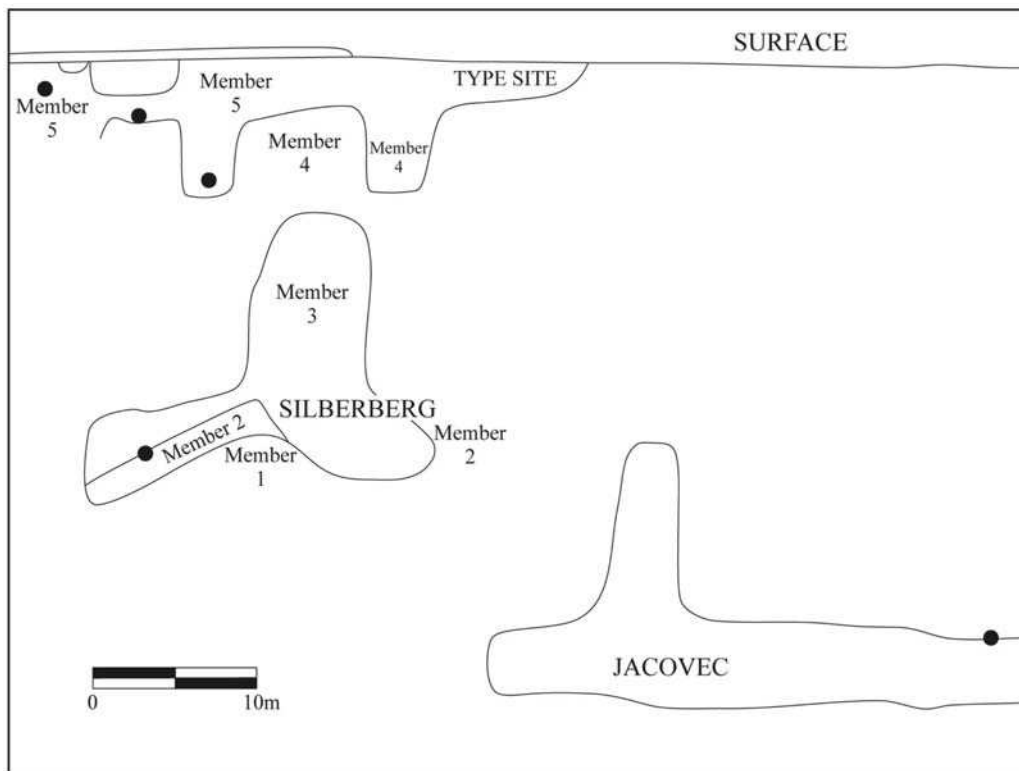 SURFACE
TYPE SITE
Member
5
Member
5
Member
4
Member
4
Member
3
SILBERBERG
Member 2
Member
1
Member
2
JACOVEC
0
10m